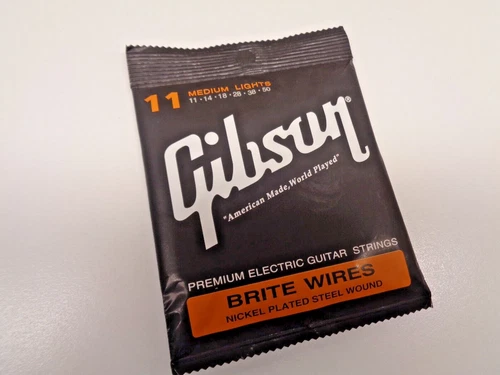 11 MEDIUM LIGHTS
11·14·18·28·38·50
Gibson®
"American Made, World Played"
PREMIUM ELECTRIC GUITAR STRINGS
BRITE WIRES
NICKEL PLATED STEEL WOUND